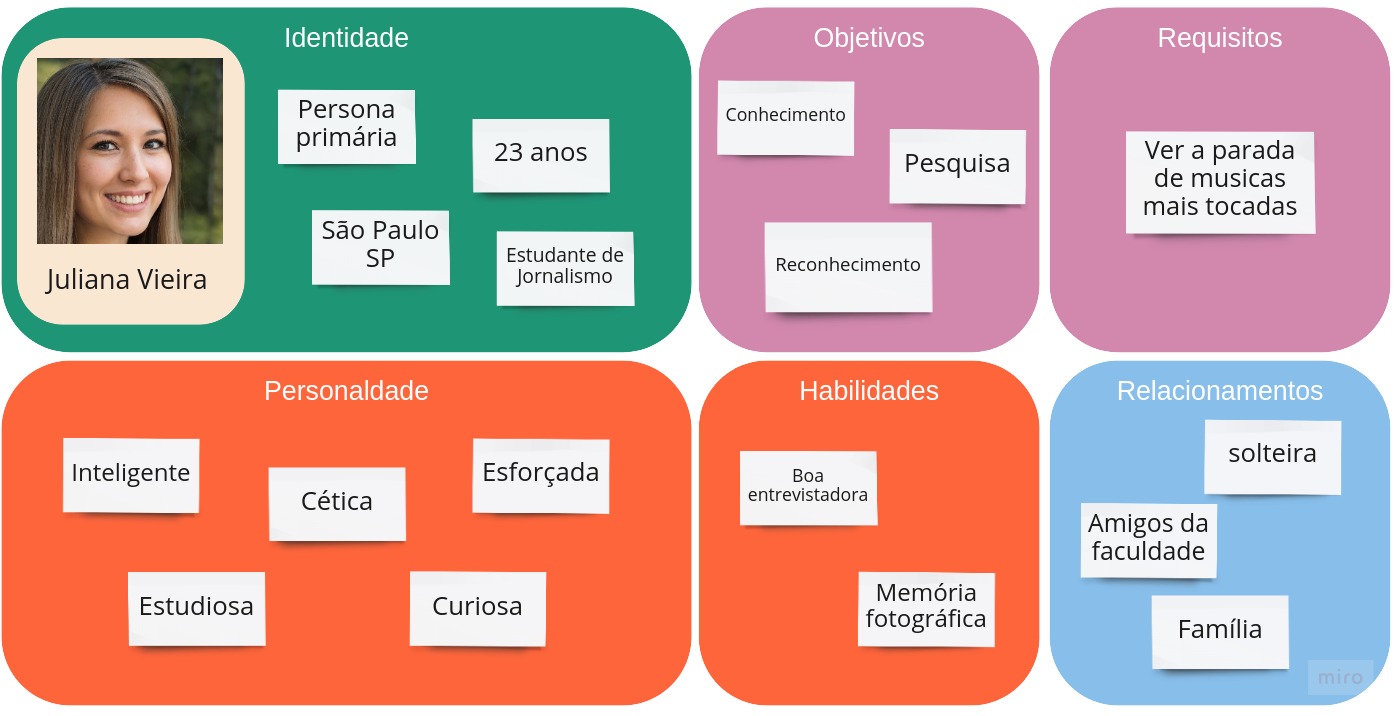 Identidade
Juliana Vieira
Persona
primária
23 anos
São Paulo
SP
Estudante de
Jornalismo
Objetivos
Conhecimento
Pesquisa
Reconhecimento
Requisitos
Ver a parada
de musicas
mais tocadas
Personaldade
Inteligente
Cética
Esforçada
Estudiosa
Curiosa
Habilidades
Boa
entrevistadora
Memória
fotográfica
Relacionamentos
solteira
Amigos da
faculdade
Família
miro